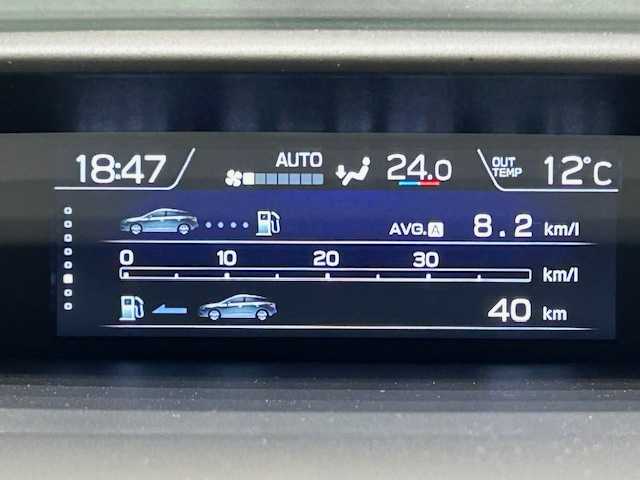 18:47 AUTO 24.0 OUT TEMP 12°C
AVG. A 8.2 km/l
0 10 20 30 km/l
40 km